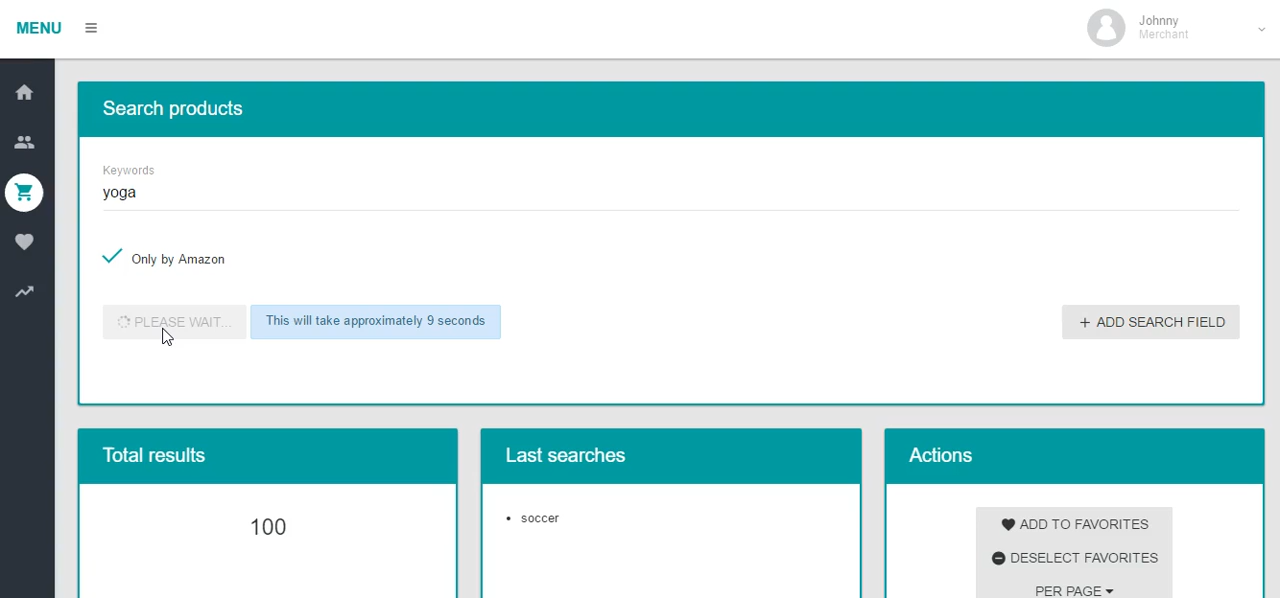 MENU
Johnny
Merchant
Search products
Keywords
yoga
Only by Amazon
PLEASE WAIT...
This will take approximately 9 seconds
+ ADD SEARCH FIELD
Total results
100
Last searches
• soccer
Actions
ADD TO FAVORITES
DESELECT FAVORITES
PER PAGE